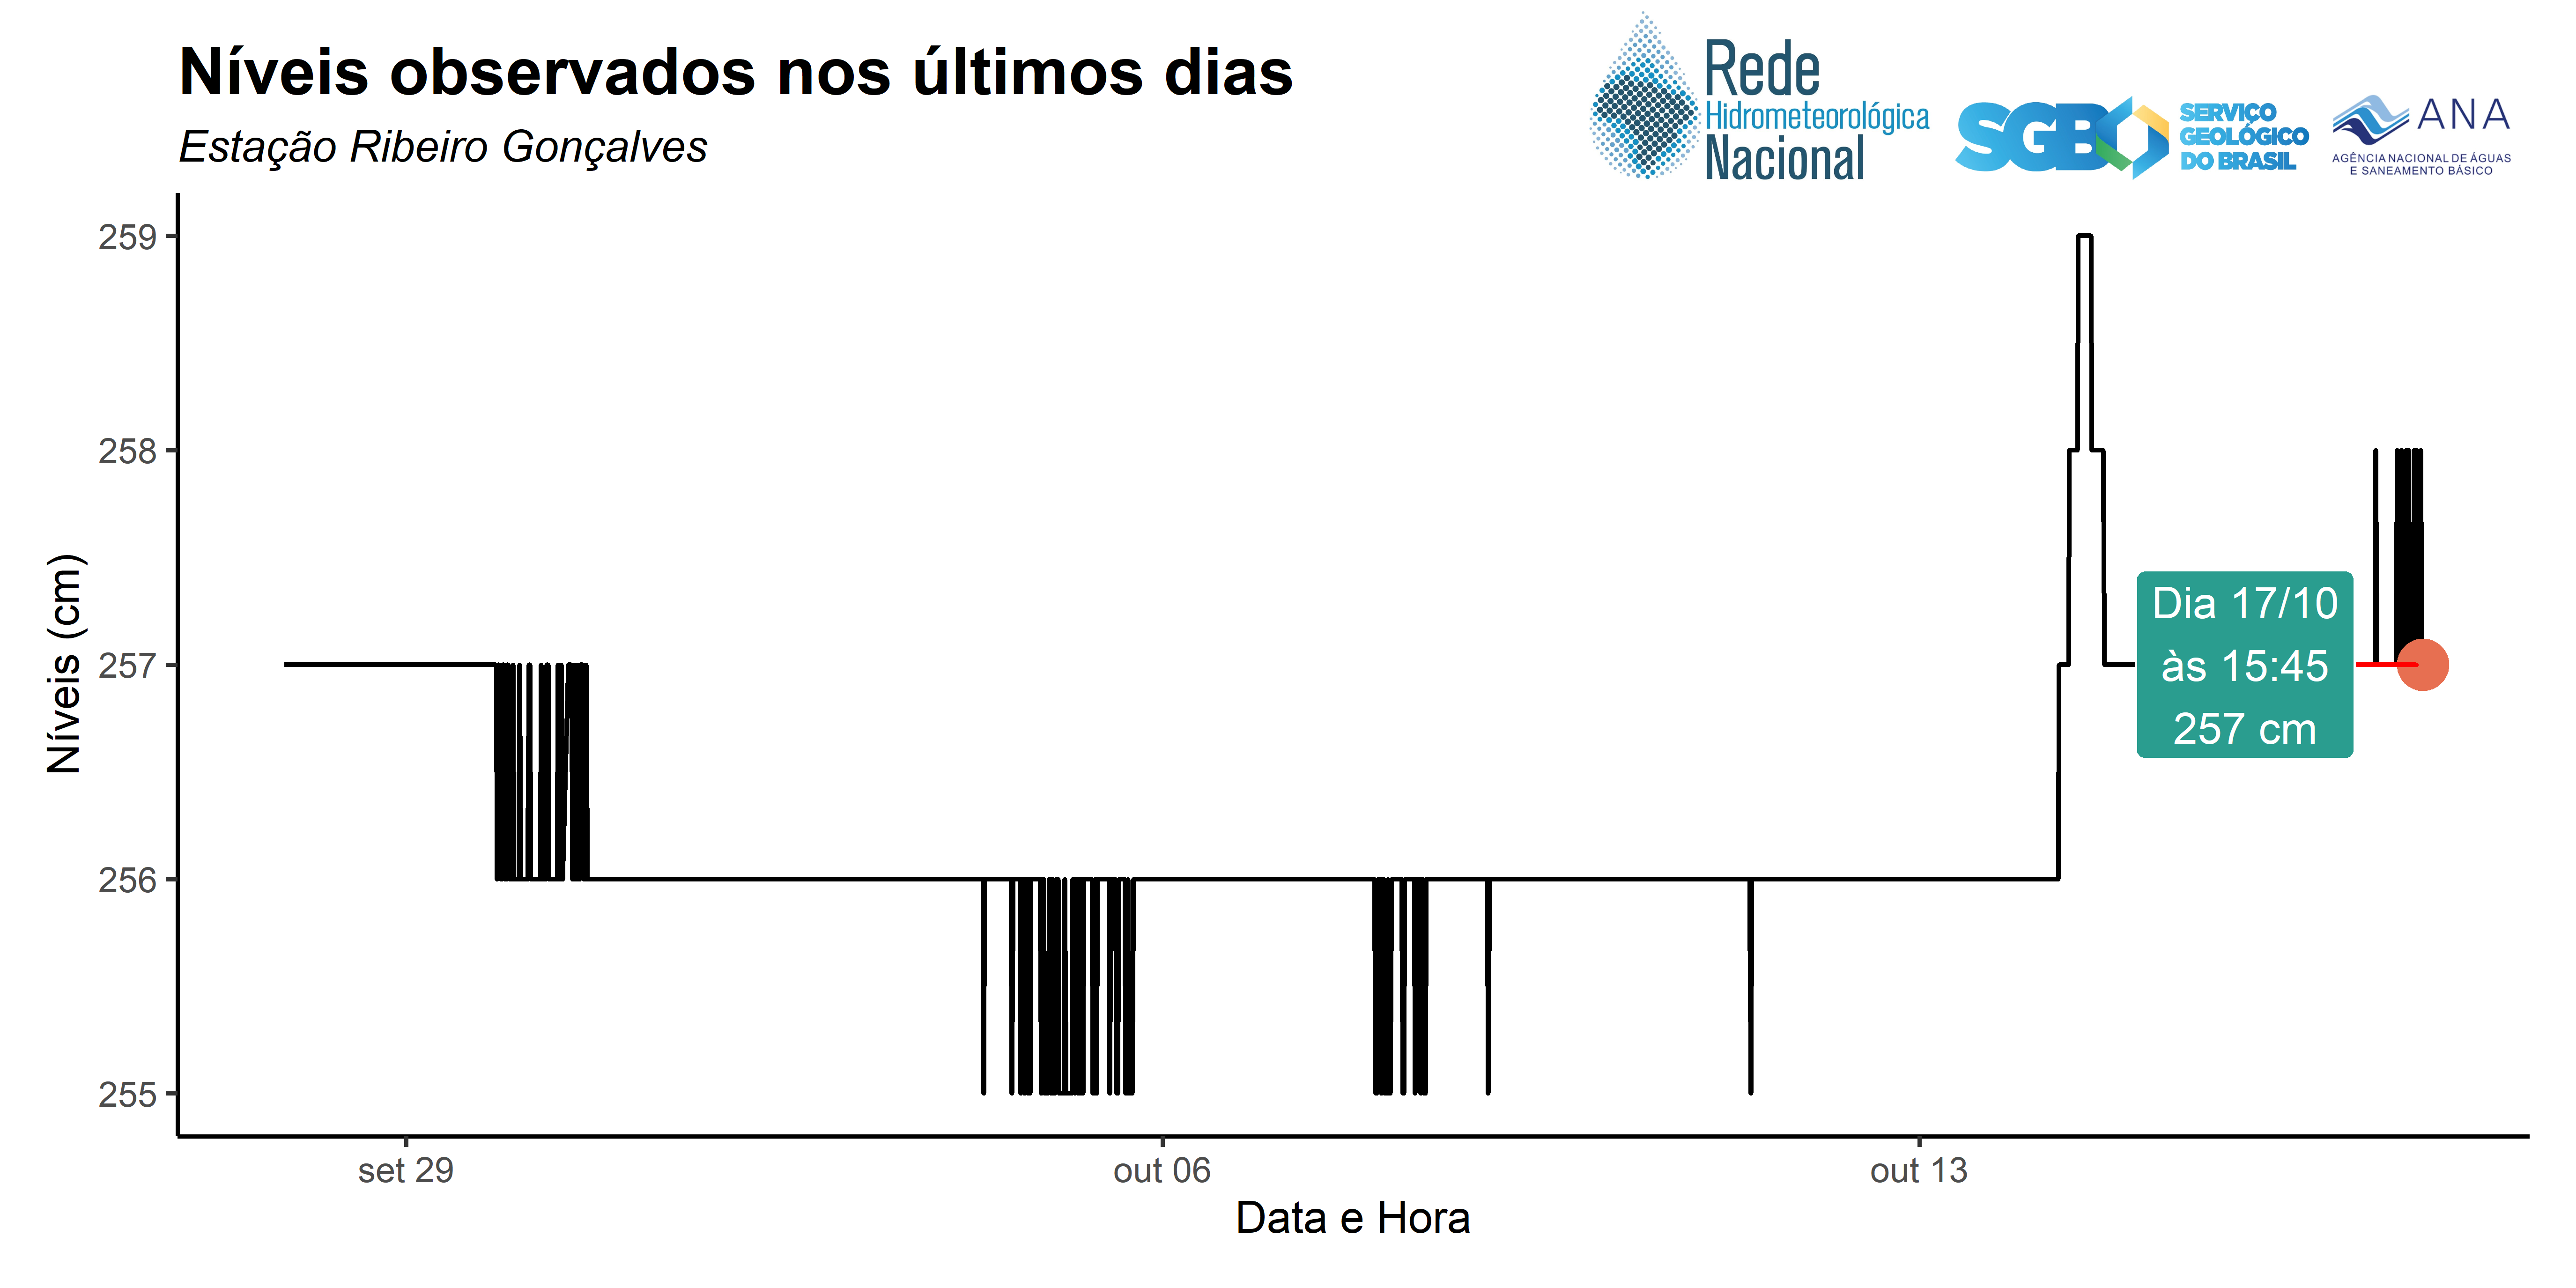 Níveis observados nos últimos dias
Estação Ribeiro Gonçalves
Rede
Hidrometeorológica
Nacional
SGB
SERVIÇO
GEOLÓGICO
DO BRASIL
ANA
AGÊNCIA NACIONAL DE ÁGUAS
E SANEAMENTO BÁSICO
Níveis (cm)
259
258
257
256
255
Dia 17/10
às 15:45
257 cm
set 29
out 06
out 13
Data e Hora